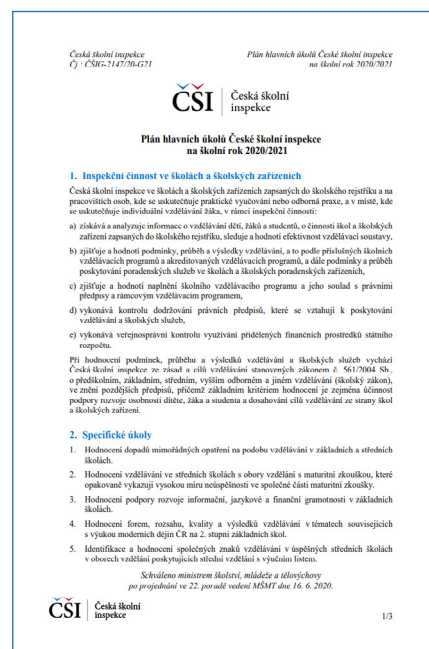 Česká školní inspekce
Čj.: ČŠIG-2147/20-G21
Plán hlavních úkolů České školní inspekce
na školní rok 2020/2021
ČŠI
Česká školní
inspekce
Plán hlavních úkolů České školní inspekce
na školní rok 2020/2021
1. Inspekční činnost ve školách a školských zařízeních
Česká školní inspekce ve školách a školských zařízeních zapsaných do školského rejstříku a na
pracovištích osob, kde se uskutečňuje praktické vyučování nebo odborná praxe, a v místě, kde
se uskutečňuje individuální vzdělávání žáka, v rámci inspekční činnosti:
a) získává a analyzuje informace o vzdělávání dětí, žáků a studentů, o činnosti škol a školských
zařízení zapsaných do školského rejstříku, sleduje a hodnotí efektivnost vzdělávací soustavy,
b) zjišťuje a hodnotí podmínky, průběh a výsledky vzdělávání, a to podle příslušných školních
vzdělávacích programů a akreditovaných vzdělávacích programů, a dále podmínky a průběh
poskytování poradenských služeb ve školách a školských poradenských zařízeních,
c) zjišťuje a hodnotí naplnění školního vzdělávacího programu a jeho soulad s právními
předpisy a rámcovým vzdělávacím programem,
d) vykonává kontrolu dodržování právních předpisů, které se vztahují k poskytování
vzdělávání a školských služeb,
e) vykonává veřejnosprávní kontrolu využívání přidělených finančních prostředků státního
rozpočtu.
Při hodnocení podmínek, průběhu a výsledků vzdělávání a školských služeb vychází
Česká školní inspekce ze zásad a cílů vzdělávání stanovených zákonem č. 561/2004 Sb.,
o předškolním, základním, středním, vyšším odborném a jiném vzdělávání (školský zákon),
ve znění pozdějších předpisů, přičemž základním kritériem hodnocení je zejména účinnost
podpory rozvoje osobnosti dítěte, žáka a studenta a dosahování cílů vzdělávání ze strany škol
a školských zařízení.
2. Specifické úkoly
1. Hodnocení dopadů mimořádných opatření na podobu vzdělávání v základních a středních
školách.
2. Hodnocení vzdělávání ve středních školách s obory vzdělání s maturitní zkouškou, které
opakovaně vykazují vysokou míru neúspěšnosti ve společné části maturitní zkoušky.
3. Hodnocení podpory rozvoje informační, jazykové a finanční gramotnosti v základních
školách.
4. Hodnocení forem, rozsahu, kvality a výsledků vzdělávání v tématech souvisejících
s výukou moderních dějin ČR na 2. stupni základních škol.
5. Identifikace a hodnocení společných znaků vzdělávání v úspěšných středních školách
v oborech vzdělání poskytujících střední vzdělání s výučním listem.
Schváleno ministrem školství, mládeže a tělovýchovy
po projednání ve 22. poradě vedení MŠMT dne 16. 6. 2020.
ČŠI
Česká školní
inspekce
1/3